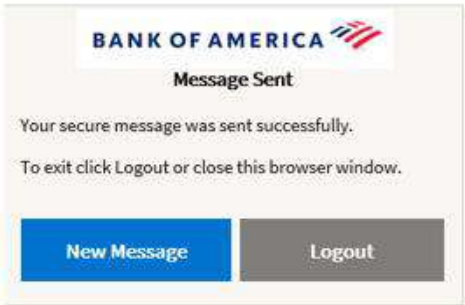 BANK OF AMERICA
Message Sent
Your secure message was sent successfully.
To exit click Logout or close this browser window.
New Message
Logout